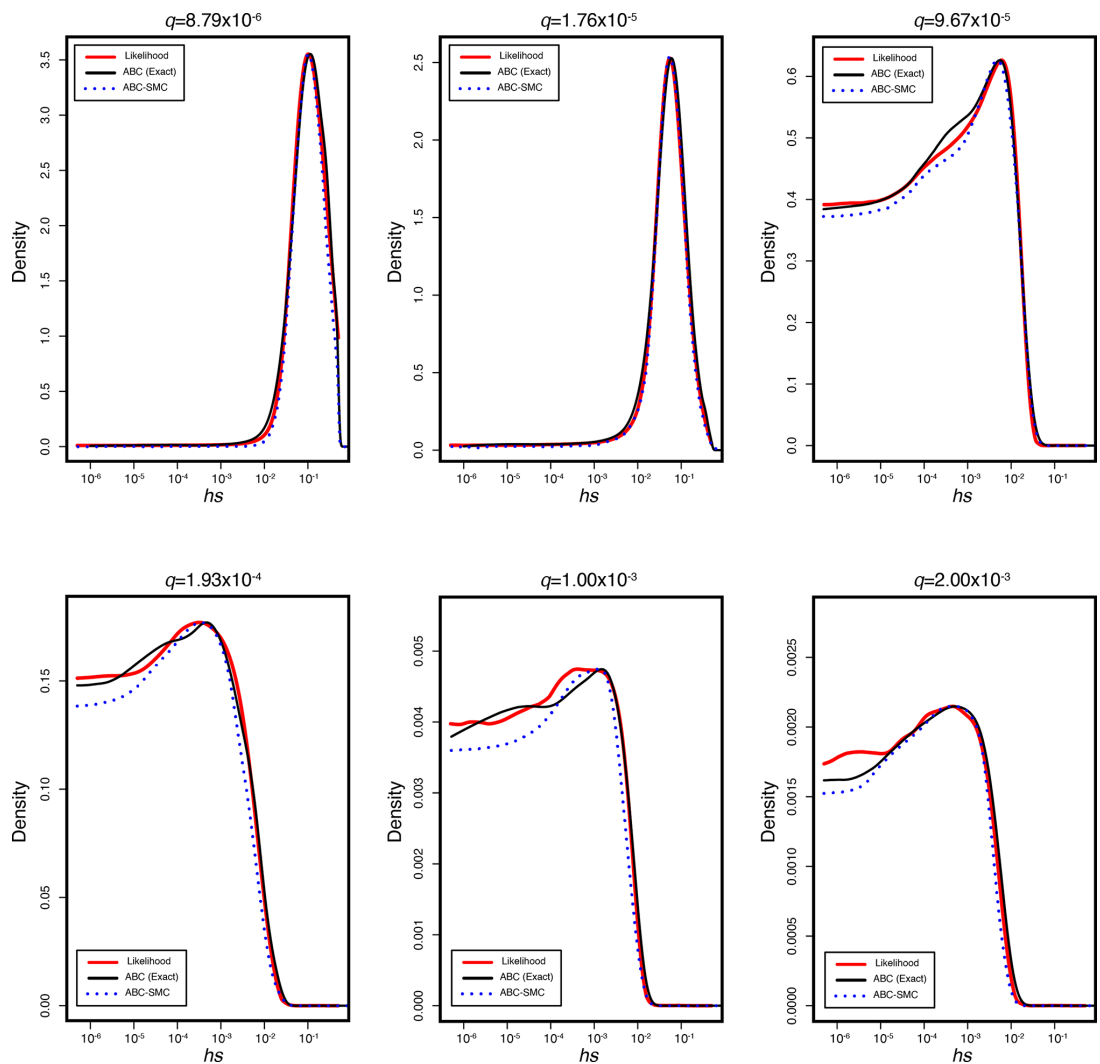 q=8.79x10⁻⁶
Density
0.0 0.5 1.0 1.5 2.0 2.5 3.0 3.5
Likelihood
ABC (Exact)
ABC-SMC
10⁻⁶ 10⁻⁵ 10⁻⁴ 10⁻³ 10⁻² 10⁻¹
hs
q=1.76x10⁻⁵
Density
0.0 0.5 1.0 1.5 2.0 2.5
Likelihood
ABC (Exact)
ABC-SMC
10⁻⁶ 10⁻⁵ 10⁻⁴ 10⁻³ 10⁻² 10⁻¹
hs
q=9.67x10⁻⁵
Density
0.0 0.1 0.2 0.3 0.4 0.5 0.6
Likelihood
ABC (Exact)
ABC-SMC
10⁻⁶ 10⁻⁵ 10⁻⁴ 10⁻³ 10⁻² 10⁻¹
hs
q=1.93x10⁻⁴
Density
0.00 0.05 0.10 0.15
Likelihood
ABC (Exact)
ABC-SMC
10⁻⁶ 10⁻⁵ 10⁻⁴ 10⁻³ 10⁻² 10⁻¹
hs
q=1.00x10⁻³
Density
0.000 0.001 0.002 0.003 0.004 0.005
Likelihood
ABC (Exact)
ABC-SMC
10⁻⁶ 10⁻⁵ 10⁻⁴ 10⁻³ 10⁻² 10⁻¹
hs
q=2.00x10⁻³
Density
0.0000 0.0005 0.0010 0.0015 0.0020 0.0025
Likelihood
ABC (Exact)
ABC-SMC
10⁻⁶ 10⁻⁵ 10⁻⁴ 10⁻³ 10⁻² 10⁻¹
hs